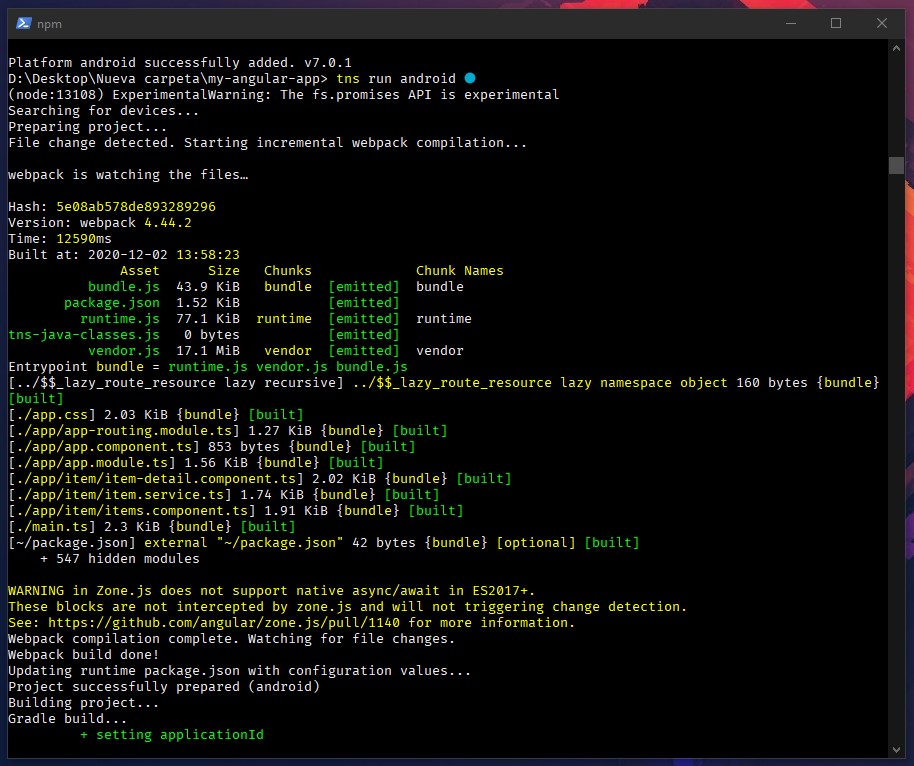 npm
Platform android successfully added. v7.0.1
D:\Desktop\Nueva carpeta\my-angular-app> tns run android
(node:13108) ExperimentalWarning: The fs.promises API is experimental
Searching for devices...
Preparing project...
File change detected. Starting incremental webpack compilation...
webpack is watching the files…
Hash: 5e08ab578de893289296
Version: webpack 4.44.2
Time: 12590ms
Built at: 2020-12-02 13:58:23
Asset Size Chunks Chunk Names
bundle.js 43.9 KiB bundle [emitted] bundle
package.json 1.52 KiB [emitted]
runtime.js 77.1 KiB runtime [emitted] runtime
tns-java-classes.js 0 bytes [emitted]
vendor.js 17.1 MiB vendor [emitted] vendor
Entrypoint bundle = runtime.js vendor.js bundle.js
[../$$_lazy_route_resource lazy recursive] ../$$_lazy_route_resource lazy namespace object 160 bytes {bundle}
[built]
[./app.css] 2.03 KiB {bundle} [built]
[./app/app-routing.module.ts] 1.27 KiB {bundle} [built]
[./app/app.component.ts] 853 bytes {bundle} [built]
[./app/app.module.ts] 1.56 KiB {bundle} [built]
[./app/item/item-detail.component.ts] 2.02 KiB {bundle} [built]
[./app/item/item.service.ts] 1.74 KiB {bundle} [built]
[./app/item/items.component.ts] 1.91 KiB {bundle} [built]
[./main.ts] 2.3 KiB {bundle} [built]
[~/package.json] external "~/package.json" 42 bytes {bundle} [optional] [built]
+ 547 hidden modules
WARNING in Zone.js does not support native async/await in ES2017+.
These blocks are not intercepted by zone.js and will not triggering change detection.
See: https://github.com/angular/zone.js/pull/1140 for more information.
Webpack compilation complete. Watching for file changes.
Webpack build done!
Updating runtime package.json with configuration values...
Project successfully prepared (android)
Building project...
Gradle build...
+ setting applicationId